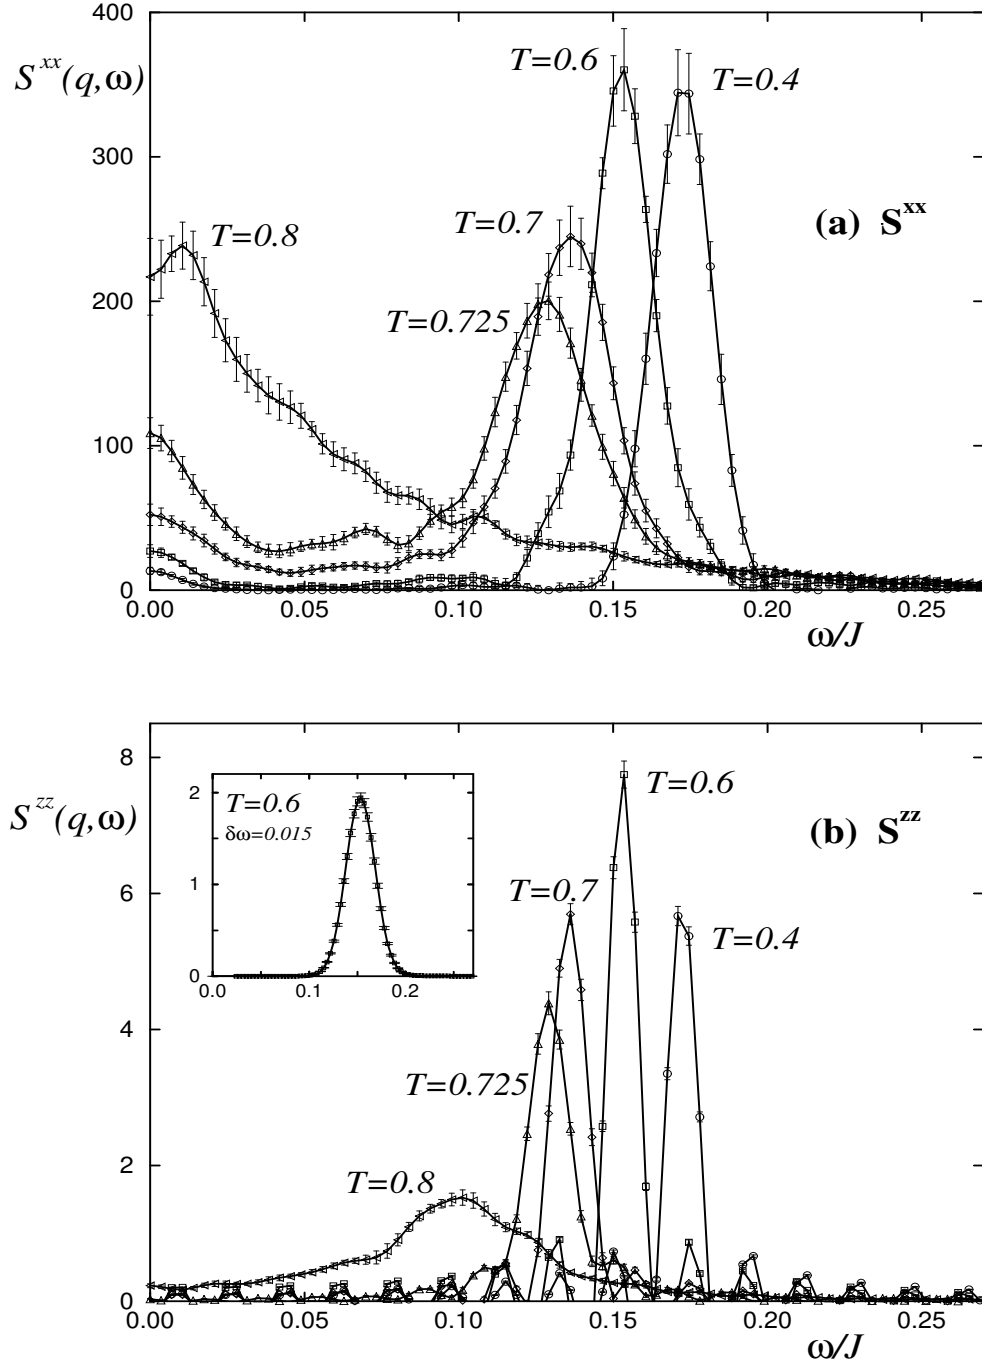 400
S^xx(q,ω)
T=0.6
T=0.4
300
(a) S^xx
T=0.7
T=0.8
200
T=0.725
100
0
0.00 0.05 0.10 0.15 0.20 0.25
ω/J
8
T=0.6
S^zz(q,ω)
2
T=0.6
δω=0.015
1
0
0.0 0.1 0.2
(b) S^zz
6
T=0.7
T=0.4
4
T=0.725
2
T=0.8
0
0.00 0.05 0.10 0.15 0.20 0.25
ω/J